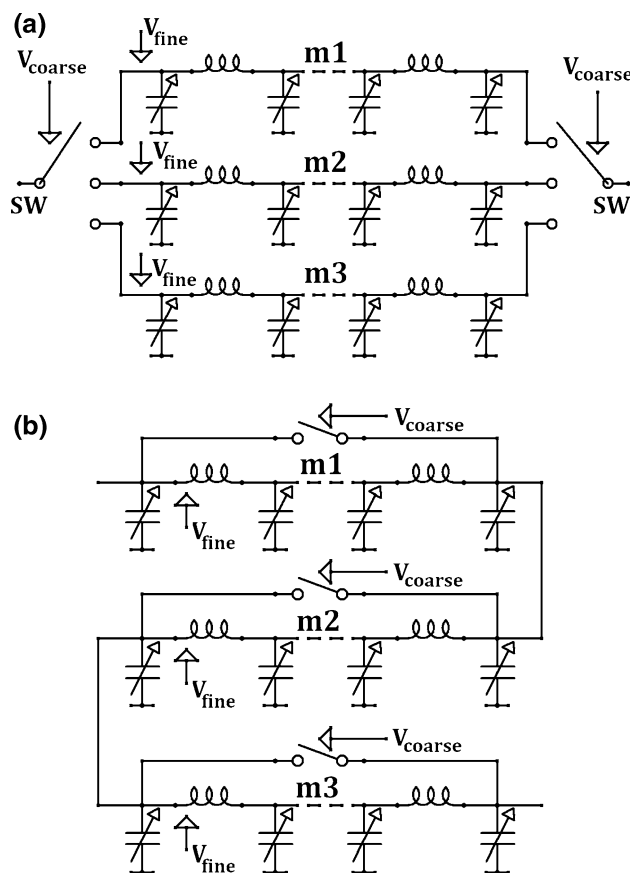 (a)
V_fine
V_coarse
m1
V_coarse
V_fine
m2
SW
SW
V_fine
m3
(b)
V_coarse
m1
V_fine
V_coarse
m2
V_fine
V_coarse
m3
V_fine